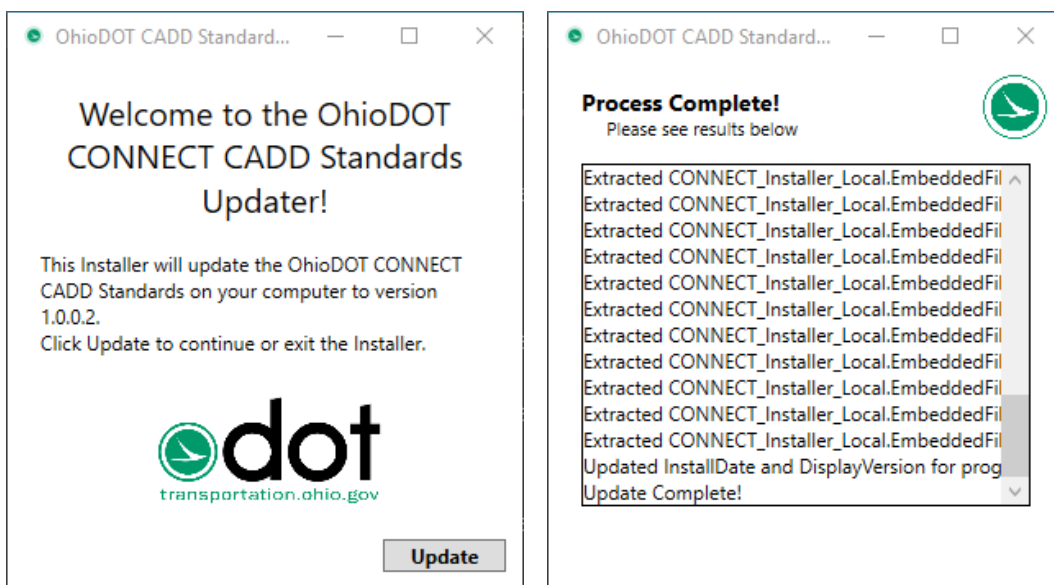 OhioDOT CADD Standard...
Welcome to the OhioDOT
CONNECT CADD Standards
Updater!
This Installer will update the OhioDOT CONNECT
CADD Standards on your computer to version
1.0.0.2.
Click Update to continue or exit the Installer.
dot
transportation.ohio.gov
Update
OhioDOT CADD Standard...
Process Complete!
Please see results below
Extracted CONNECT_Installer_Local.EmbeddedFil
Extracted CONNECT_Installer_Local.EmbeddedFil
Extracted CONNECT_Installer_Local.EmbeddedFil
Extracted CONNECT_Installer_Local.EmbeddedFil
Extracted CONNECT_Installer_Local.EmbeddedFil
Extracted CONNECT_Installer_Local.EmbeddedFil
Extracted CONNECT_Installer_Local.EmbeddedFil
Extracted CONNECT_Installer_Local.EmbeddedFil
Extracted CONNECT_Installer_Local.EmbeddedFil
Extracted CONNECT_Installer_Local.EmbeddedFil
Extracted CONNECT_Installer_Local.EmbeddedFil
Updated InstallDate and DisplayVersion for prog
Update Complete!